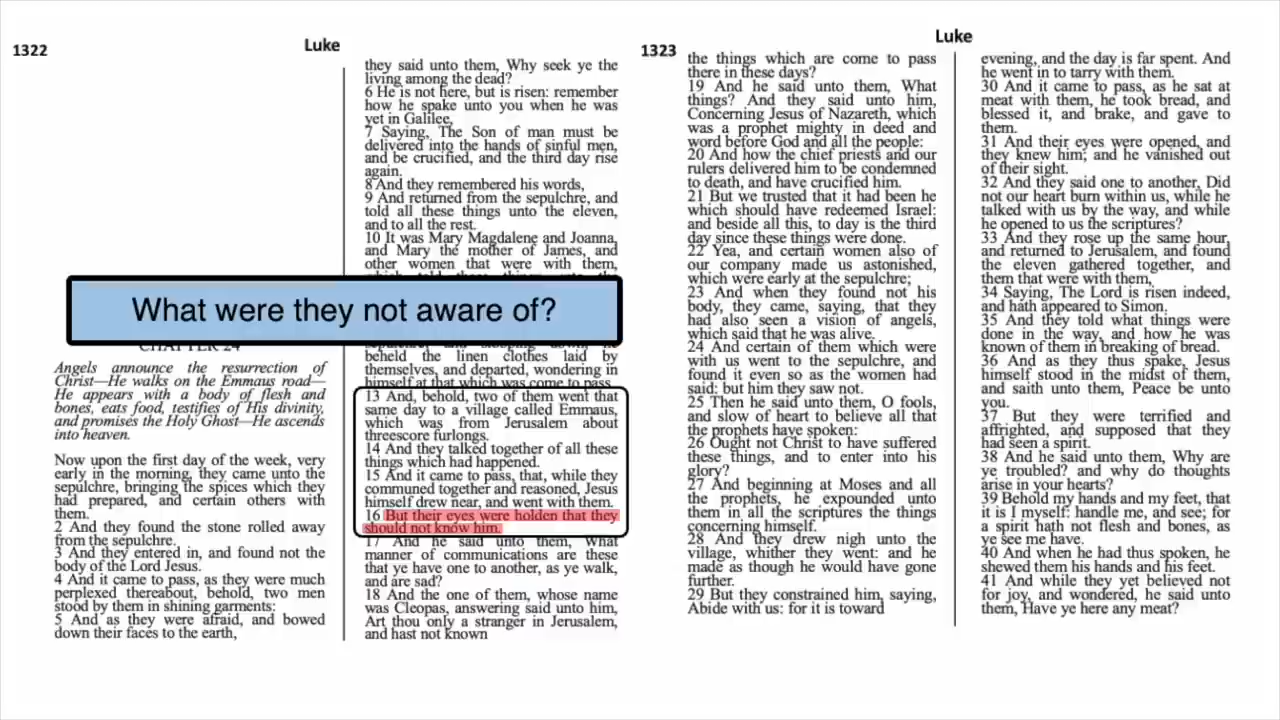 1322
Luke
What were they not aware of?
CHAPTER 24
Angels announce the resurrection of
Christ—He walks on the Emmaus road—
He appears with a body of flesh and
bones, eats food, testifies of His divinity,
and promises the Holy Ghost—He ascends
into heaven.
Now upon the first day of the week, very
early in the morning, they came unto the
sepulchre, bringing the spices which they
had prepared, and certain others with
them.
2 And they found the stone rolled away
from the sepulchre.
3 And they entered in, and found not the
body of the Lord Jesus.
4 And it came to pass, as they were much
perplexed thereabout, behold, two men
stood by them in shining garments:
5 And as they were afraid, and bowed
down their faces to the earth,
they said unto them, Why seek ye the
living among the dead?
6 He is not here, but is risen: remember
how he spake unto you when he was
yet in Galilee,
7 Saying, The Son of man must be
delivered into the hands of sinful men,
and be crucified, and the third day rise
again.
8 And they remembered his words,
9 And returned from the sepulchre, and
told all these things unto the eleven,
and to all the rest.
10 It was Mary Magdalene and Joanna,
and Mary the mother of James, and
other women that were with them,
beheld the linen clothes laid by
themselves, and departed, wondering in
himself at that which was come to pass.
13 And, behold, two of them went that
same day to a village called Emmaus,
which was from Jerusalem about
threescore furlongs.
14 And they talked together of all these
things which had happened.
15 And it came to pass, that, while they
communed together and reasoned, Jesus
himself drew near, and went with them.
16 But their eyes were holden that they
should not know him.
17 And he said unto them, What
manner of communications are these
that ye have one to another, as ye walk,
and are sad?
18 And the one of them, whose name
was Cleopas, answering said unto him,
Art thou only a stranger in Jerusalem,
and hast not known
1323
Luke
the things which are come to pass
there in these days?
19 And he said unto them, What
things? And they said unto him,
Concerning Jesus of Nazareth, which
was a prophet mighty in deed and
word before God and all the people:
20 And how the chief priests and our
rulers delivered him to be condemned
to death, and have crucified him.
21 But we trusted that it had been he
which should have redeemed Israel:
and beside all this, to day is the third
day since these things were done.
22 Yea, and certain women also of
our company made us astonished,
which were early at the sepulchre;
23 And when they found not his
body, they came, saying, that they
had also seen a vision of angels,
which said that he was alive.
24 And certain of them which were
with us went to the sepulchre, and
found it even so as the women had
said: but him they saw not.
25 Then he said unto them, O fools,
and slow of heart to believe all that
the prophets have spoken:
26 Ought not Christ to have suffered
these things, and to enter into his
glory?
27 And beginning at Moses and all
the prophets, he expounded unto
them in all the scriptures the things
concerning himself.
28 And they drew nigh unto the
village, whither they went: and he
made as though he would have gone
further.
29 But they constrained him, saying,
Abide with us: for it is toward
evening, and the day is far spent. And
he went in to tarry with them.
30 And it came to pass, as he sat at
meat with them, he took bread, and
blessed it, and brake, and gave to
them.
31 And their eyes were opened, and
they knew him; and he vanished out
of their sight.
32 And they said one to another, Did
not our heart burn within us, while he
talked with us by the way, and while
he opened to us the scriptures?
33 And they rose up the same hour,
and returned to Jerusalem, and found
the eleven gathered together, and
them that were with them,
34 Saying, The Lord is risen indeed,
and hath appeared to Simon.
35 And they told what things were
done in the way, and how he was
known of them in breaking of bread.
36 And as they thus spake, Jesus
himself stood in the midst of them,
and saith unto them, Peace be unto
you.
37 But they were terrified and
affrighted, and supposed that they
had seen a spirit.
38 And he said unto them, Why are
ye troubled? and why do thoughts
arise in your hearts?
39 Behold my hands and my feet, that
it is I myself: handle me, and see; for
a spirit hath not flesh and bones, as
ye see me have.
40 And when he had thus spoken, he
shewed them his hands and his feet.
41 And while they yet believed not
for joy, and wondered, he said unto
them, Have ye here any meat?